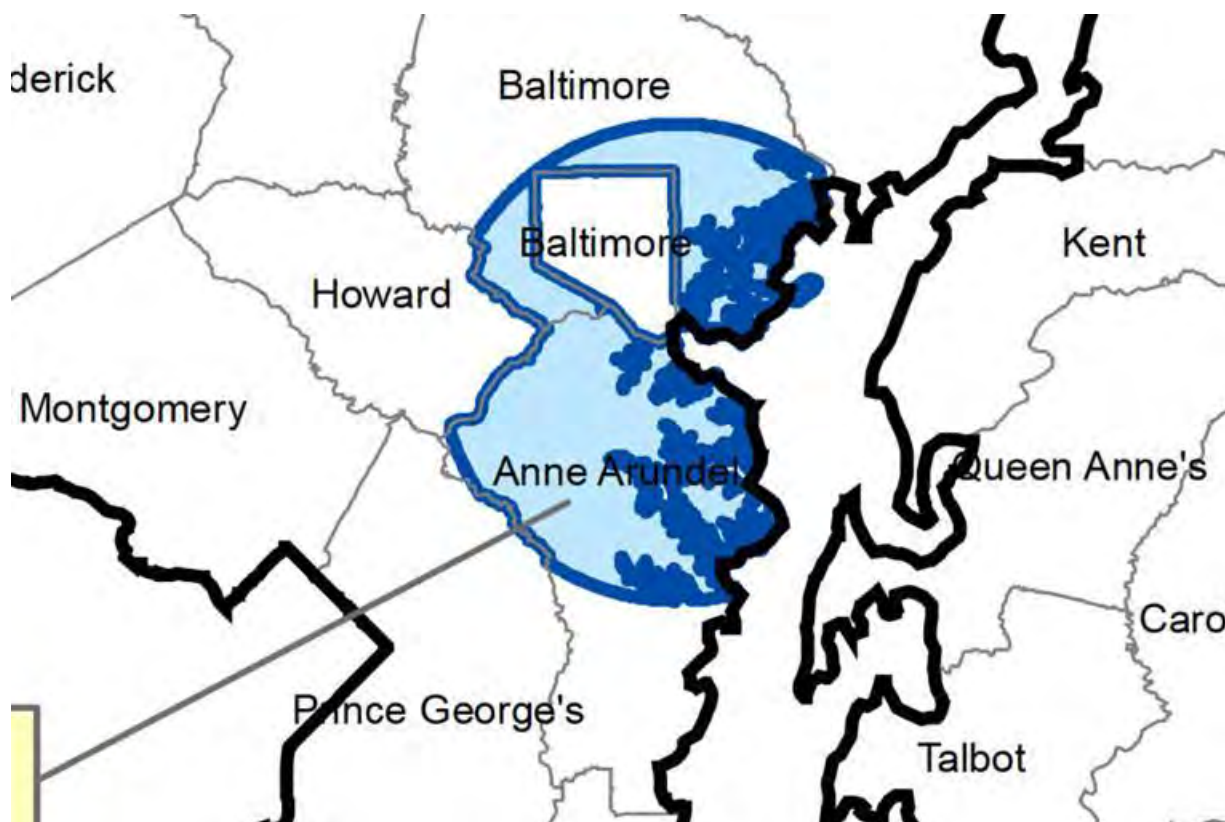 derick
Baltimore
Baltimore
Kent
Howard
Montgomery
Anne Arundel
Queen Anne's
Caro
Prince George's
Talbot